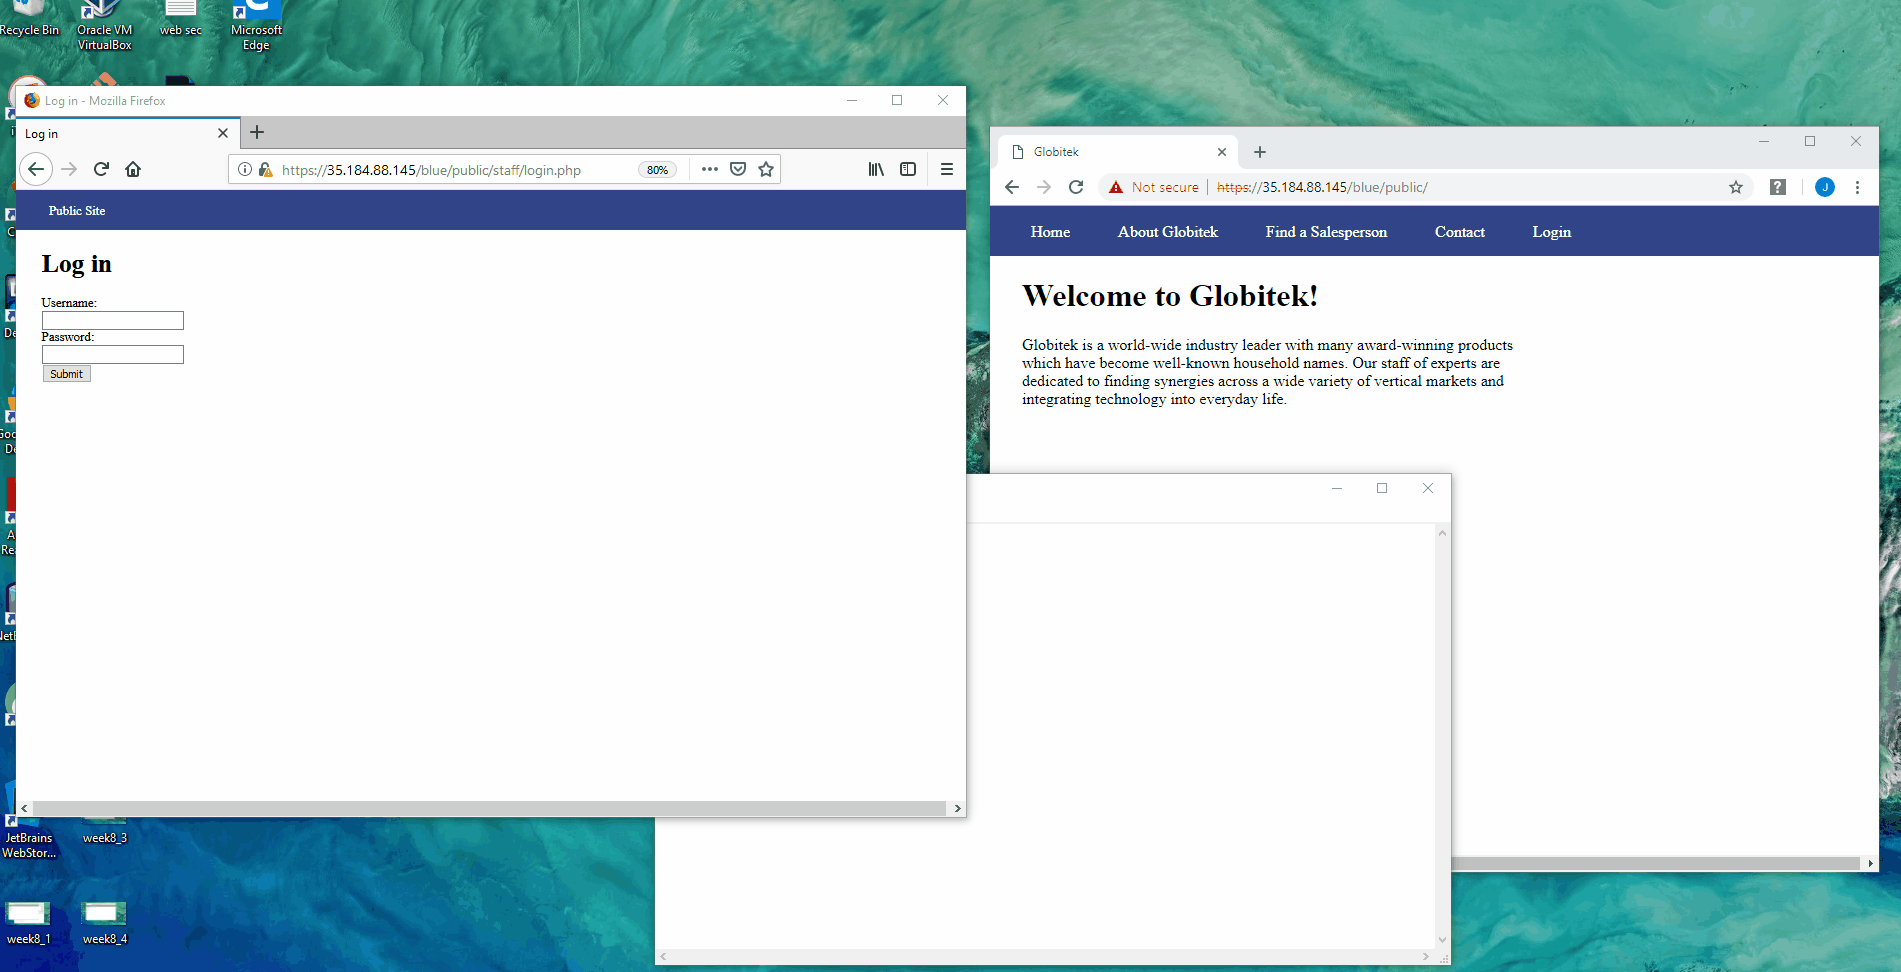 Recycle Bin
Oracle VM
VirtualBox
web sec
Microsoft
Edge
Log in - Mozilla Firefox
Log in
https://35.184.88.145/blue/public/staff/login.php
80%
Public Site
Log in
Username:
Password:
Submit
Globitek
Not secure
https://35.184.88.145/blue/public/
J
Home
About Globitek
Find a Salesperson
Contact
Login
Welcome to Globitek!
Globitek is a world-wide industry leader with many award-winning products
which have become well-known household names. Our staff of experts are
dedicated to finding synergies across a wide variety of vertical markets and
integrating technology into everyday life.
JetBrains
WebStor...
week8_3
week8_1
week8_4